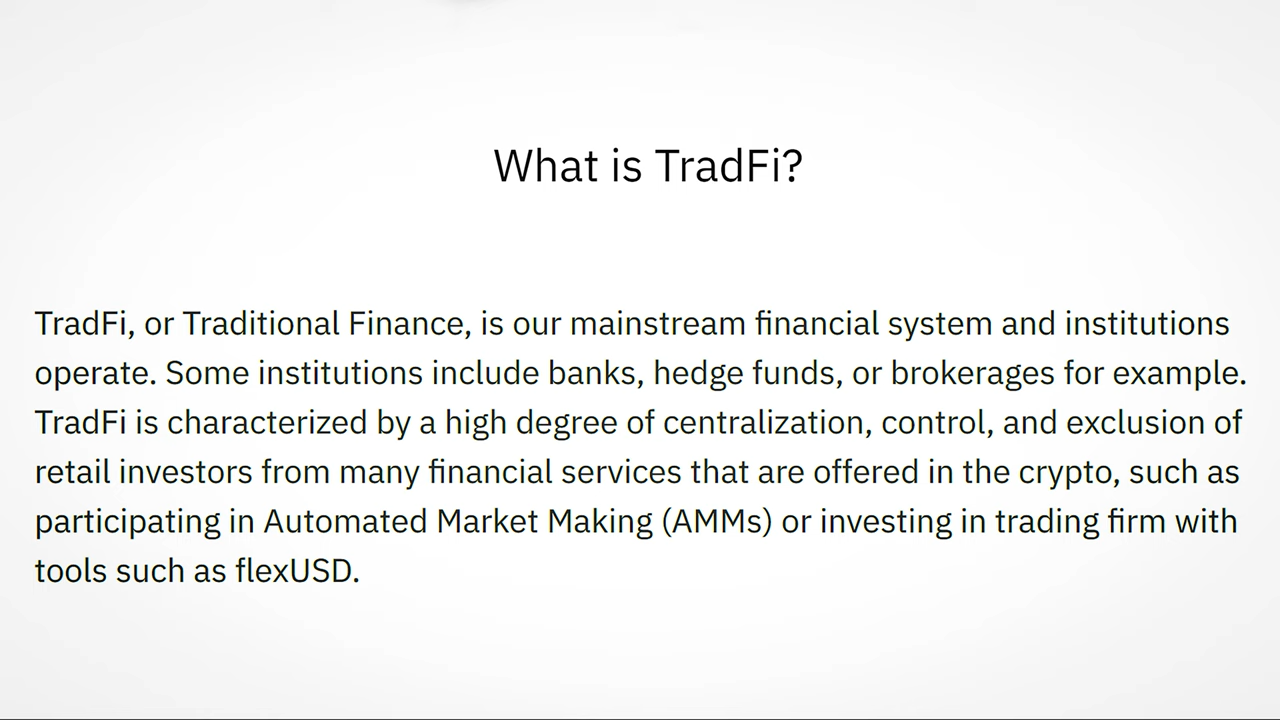 What is TradFi?
TradFi, or Traditional Finance, is our mainstream financial system and institutions
operate. Some institutions include banks, hedge funds, or brokerages for example.
TradFi is characterized by a high degree of centralization, control, and exclusion of
retail investors from many financial services that are offered in the crypto, such as
participating in Automated Market Making (AMMs) or investing in trading firm with
tools such as flexUSD.